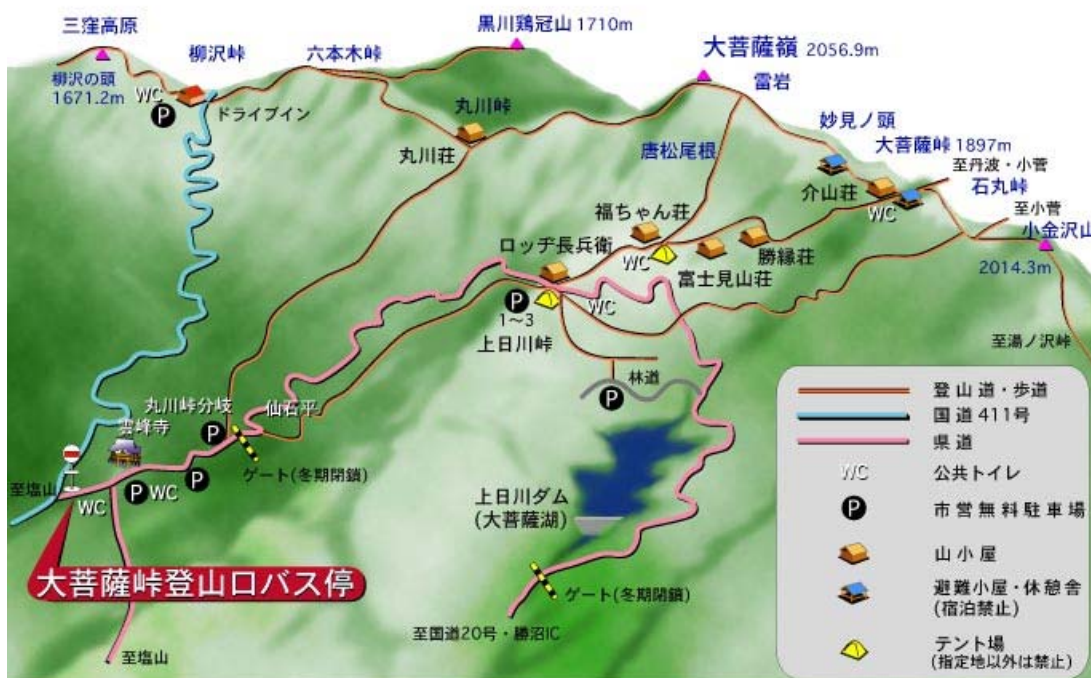 三窪高原
柳沢の頭
1671.2m
WC
P
柳沢峠
ドライブイン
六本木峠
黒川鶏冠山 1710m
丸川峠
丸川荘
大菩薩嶺 2056.9m
雷岩
唐松尾根
妙見ノ頭
大菩薩峠 1897m
至丹波・小菅
介山荘
WC
石丸峠
至小菅
小金沢山
2014.3m
至湯ノ沢峠
福ちゃん荘
WC
富士見山荘
勝縁荘
ロッヂ長兵衛
WC
P
1～3
上日川峠
林道
P
丸川峠分岐
仙石平
P
雲峰寺
ゲート(冬期閉鎖)
P
WC
P
至塩山
WC
大菩薩峠登山口バス停
至塩山
上日川ダム
(大菩薩湖)
ゲート(冬期閉鎖)
至国道20号・勝沼IC
登山道・歩道
国道411号
県道
WC 公共トイレ
P 市営無料駐車場
山小屋
避難小屋・休憩舎
(宿泊禁止)
テント場
(指定地以外は禁止)